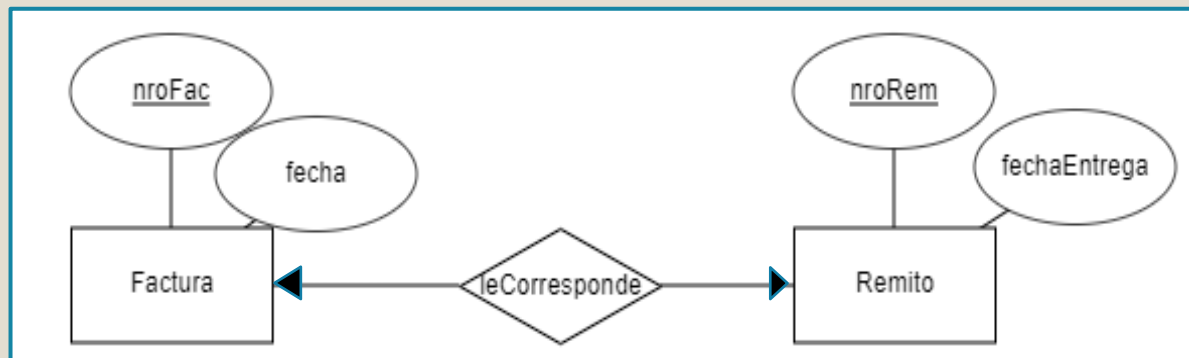 nroFac
nroRem
fecha
fechaEntrega
Factura
leCorresponde
Remito